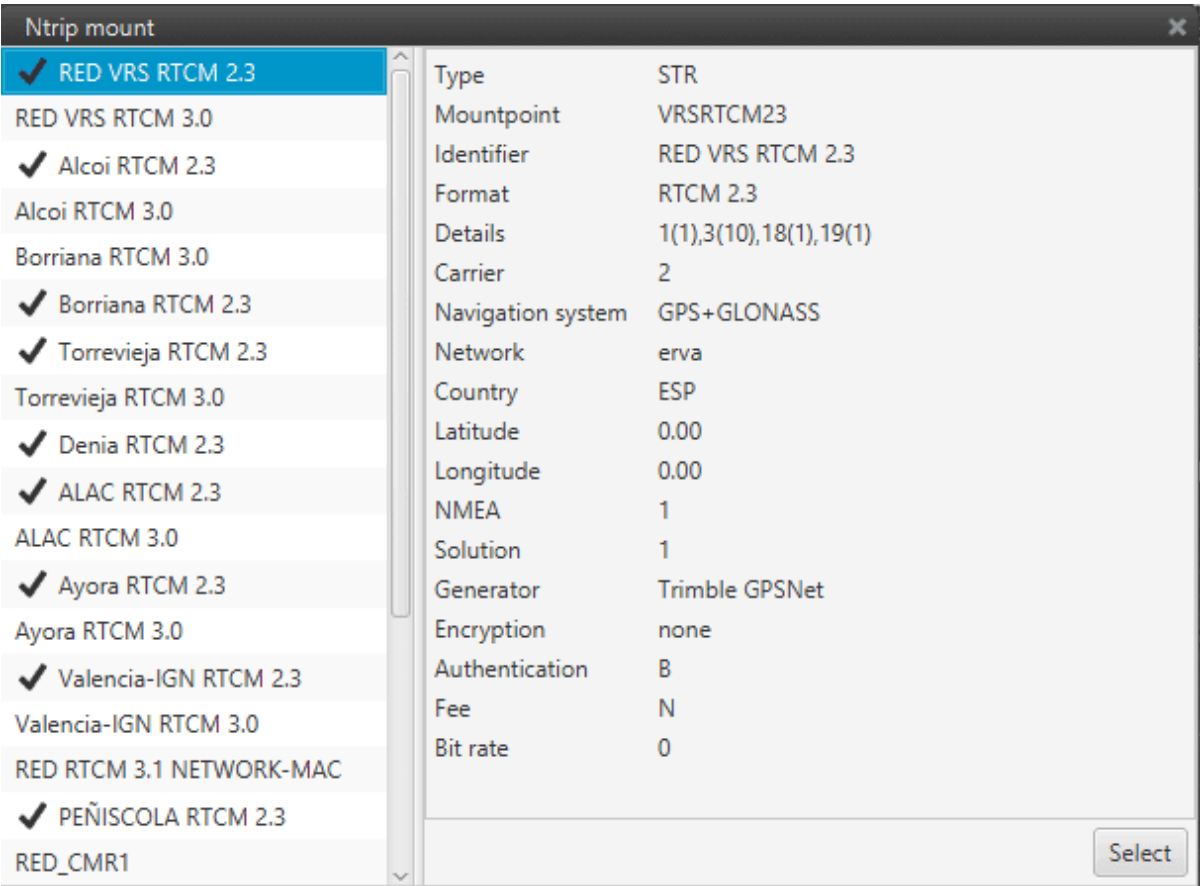 Ntrip mount
RED VRS RTCM 2.3
RED VRS RTCM 3.0
Alcoi RTCM 2.3
Alcoi RTCM 3.0
Borriana RTCM 3.0
Borriana RTCM 2.3
Torrevieja RTCM 2.3
Torrevieja RTCM 3.0
Denia RTCM 2.3
ALAC RTCM 2.3
ALAC RTCM 3.0
Ayora RTCM 2.3
Ayora RTCM 3.0
Valencia-IGN RTCM 2.3
Valencia-IGN RTCM 3.0
RED RTCM 3.1 NETWORK-MAC
PEÑISCOLA RTCM 2.3
RED_CMR1
Type STR
Mountpoint VRSRTCM23
Identifier RED VRS RTCM 2.3
Format RTCM 2.3
Details 1(1),3(10),18(1),19(1)
Carrier 2
Navigation system GPS+GLONASS
Network erva
Country ESP
Latitude 0.00
Longitude 0.00
NMEA 1
Solution 1
Generator Trimble GPSNet
Encryption none
Authentication B
Fee N
Bit rate 0
Select